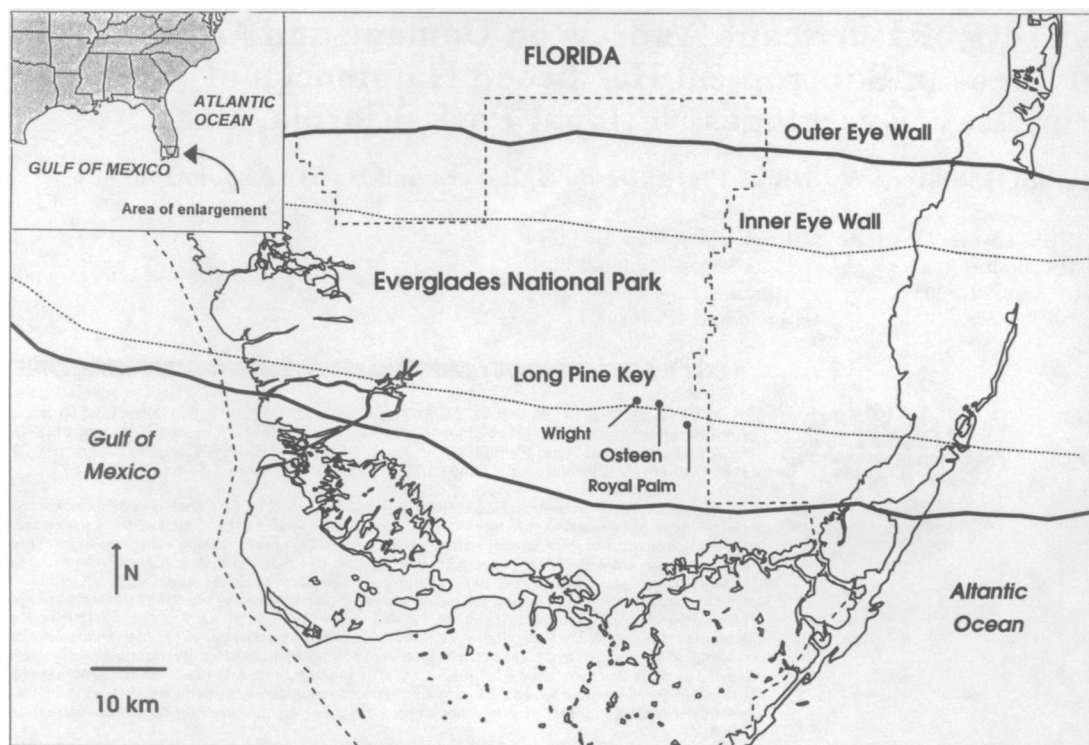 FLORIDA
ATLANTIC
OCEAN
GULF OF MEXICO
Area of enlargement
Outer Eye Wall
Inner Eye Wall
Everglades National Park
Long Pine Key
Wright
Osteen
Royal Palm
Gulf of
Mexico
N
Altantic
Ocean
10 km